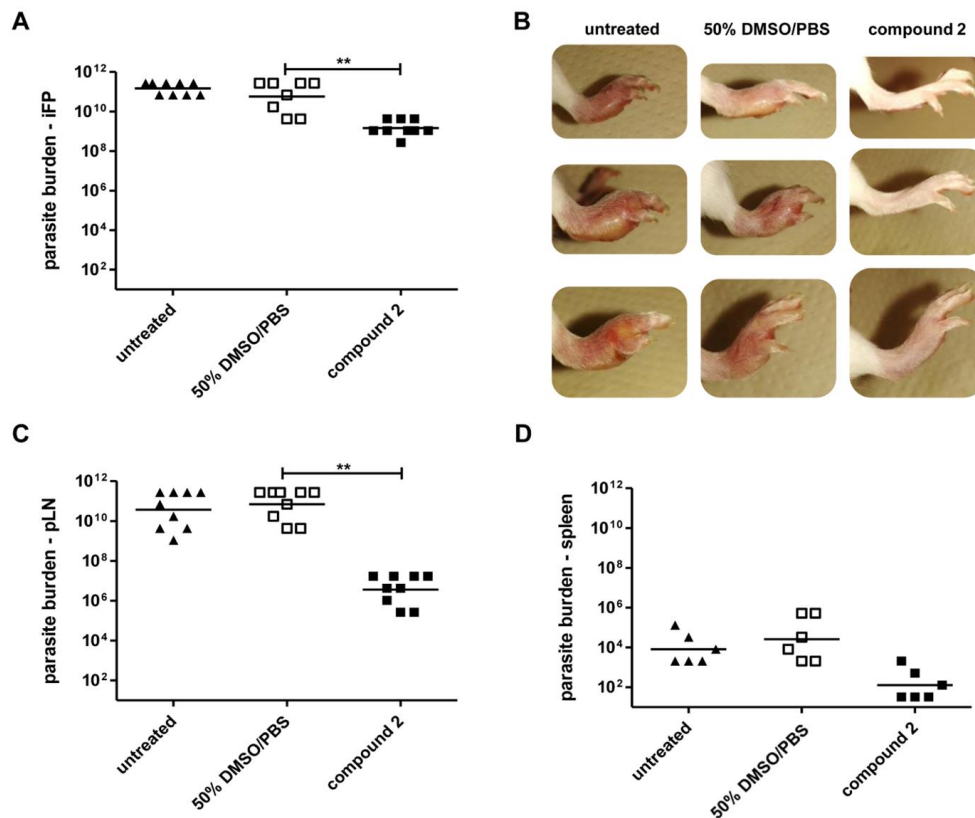 A
parasite burden - iFP
10¹²
10¹⁰
10⁸
10⁶
10⁴
10²
**
untreated
50% DMSO/PBS
compound 2
B
untreated 50% DMSO/PBS compound 2
C
parasite burden - pLN
10¹²
10¹⁰
10⁸
10⁶
10⁴
10²
**
untreated
50% DMSO/PBS
compound 2
D
parasite burden - spleen
10¹²
10¹⁰
10⁸
10⁶
10⁴
10²
untreated
50% DMSO/PBS
compound 2